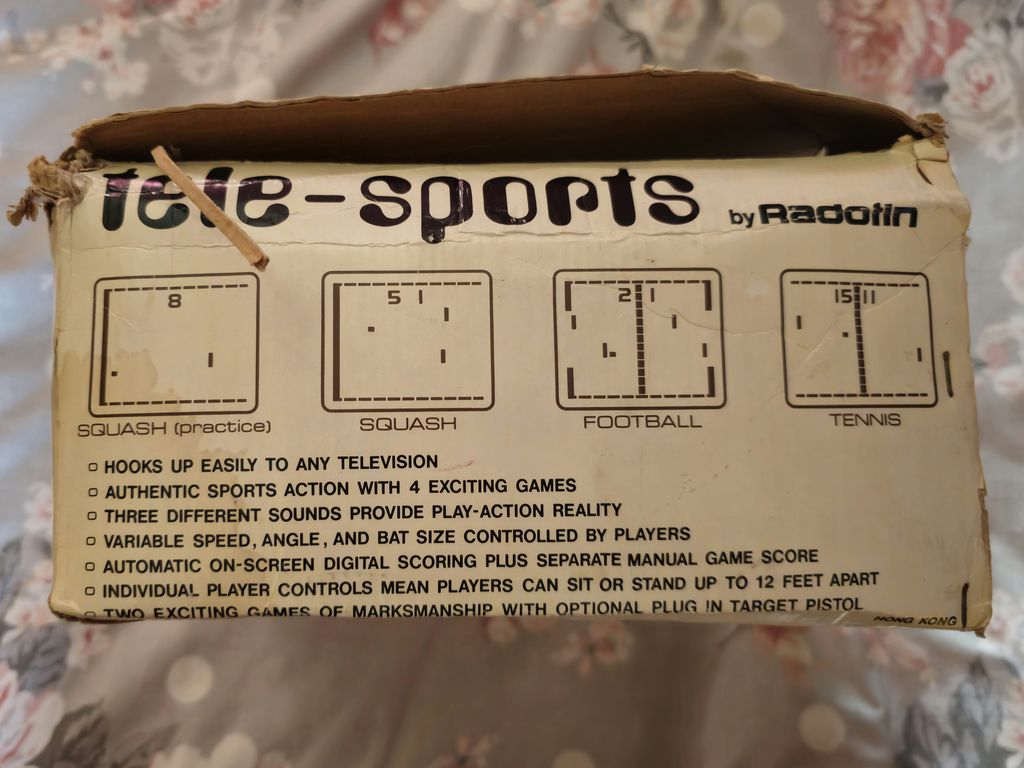 tele-sports by Radofin
8
5 1
2 1
15 11
SQUASH (practice)
SQUASH
FOOTBALL
TENNIS
HOOKS UP EASILY TO ANY TELEVISION
AUTHENTIC SPORTS ACTION WITH 4 EXCITING GAMES
THREE DIFFERENT SOUNDS PROVIDE PLAY-ACTION REALITY
VARIABLE SPEED, ANGLE, AND BAT SIZE CONTROLLED BY PLAYERS
AUTOMATIC ON-SCREEN DIGITAL SCORING PLUS SEPARATE MANUAL GAME SCORE
INDIVIDUAL PLAYER CONTROLS MEAN PLAYERS CAN SIT OR STAND UP TO 12 FEET APART
TWO EXCITING GAMES OF MARKSMANSHIP WITH OPTIONAL PLUG IN TARGET PISTOL
HONG KONG